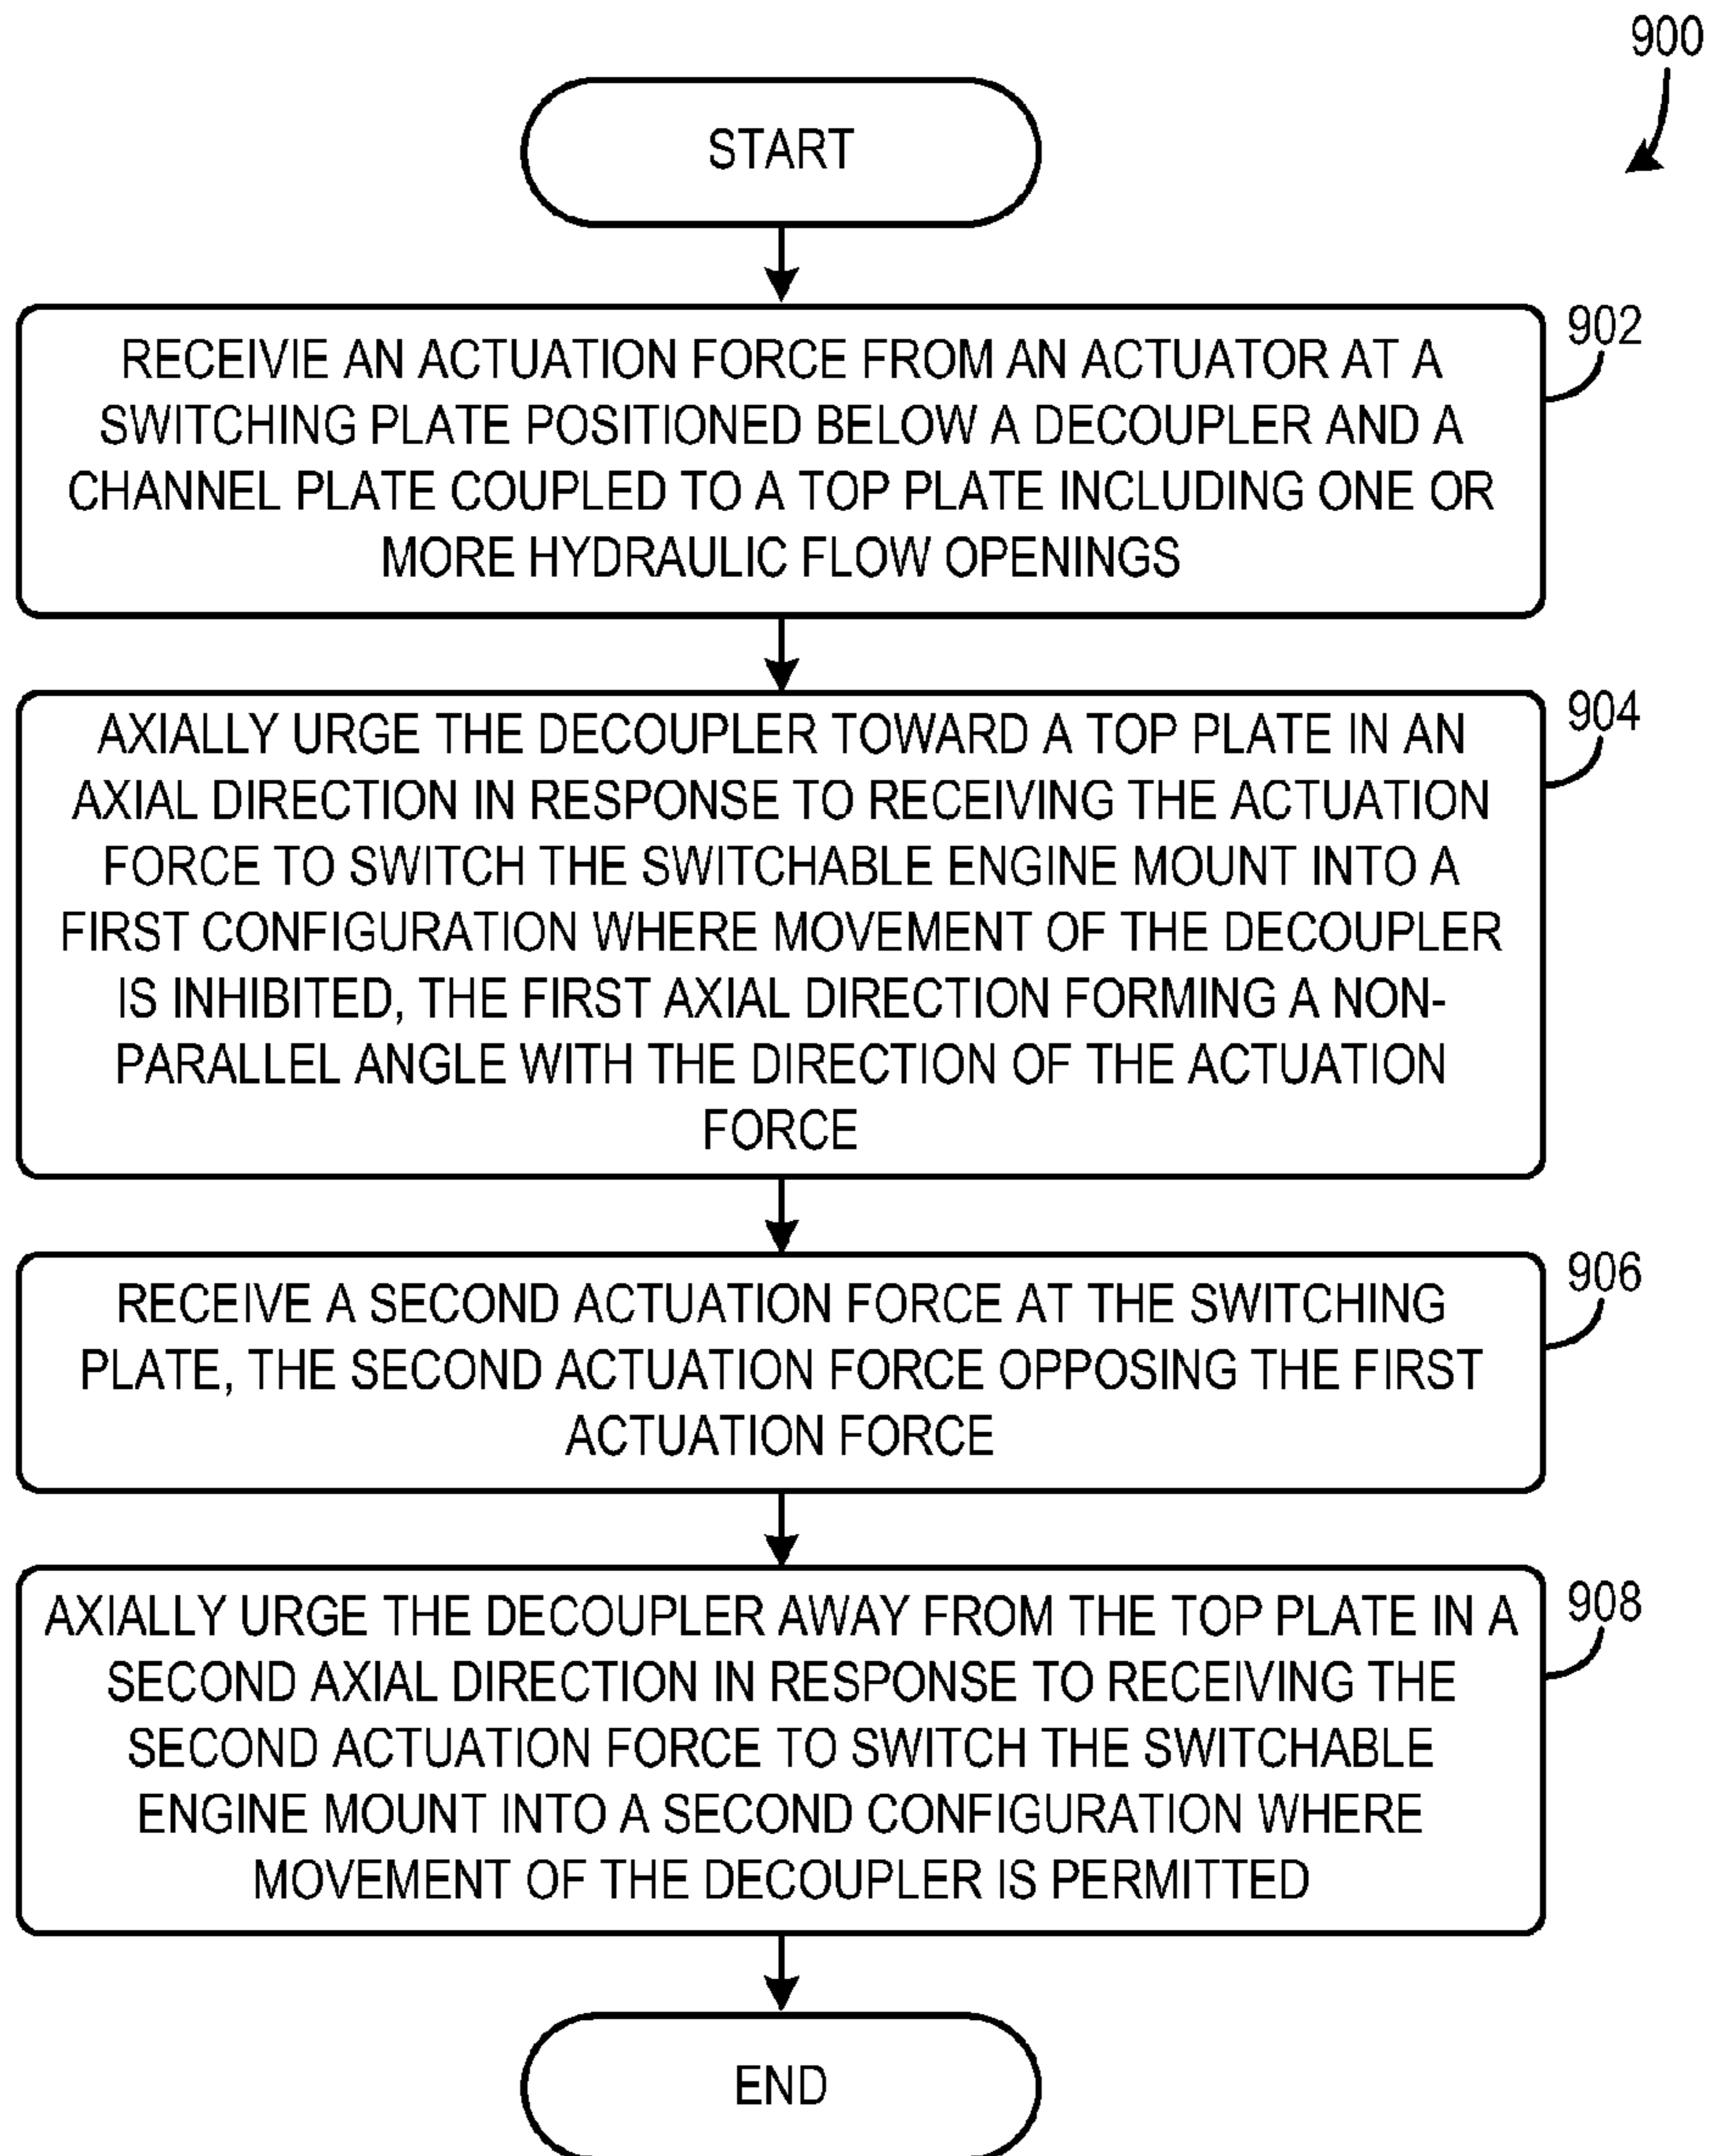 900
START
902
RECEIVIE AN ACTUATION FORCE FROM AN ACTUATOR AT A
SWITCHING PLATE POSITIONED BELOW A DECOUPLER AND A
CHANNEL PLATE COUPLED TO A TOP PLATE INCLUDING ONE OR
MORE HYDRAULIC FLOW OPENINGS
904
AXIALLY URGE THE DECOUPLER TOWARD A TOP PLATE IN AN
AXIAL DIRECTION IN RESPONSE TO RECEIVING THE ACTUATION
FORCE TO SWITCH THE SWITCHABLE ENGINE MOUNT INTO A
FIRST CONFIGURATION WHERE MOVEMENT OF THE DECOUPLER
IS INHIBITED, THE FIRST AXIAL DIRECTION FORMING A NON-
PARALLEL ANGLE WITH THE DIRECTION OF THE ACTUATION
FORCE
906
RECEIVE A SECOND ACTUATION FORCE AT THE SWITCHING
PLATE, THE SECOND ACTUATION FORCE OPPOSING THE FIRST
ACTUATION FORCE
908
AXIALLY URGE THE DECOUPLER AWAY FROM THE TOP PLATE IN A
SECOND AXIAL DIRECTION IN RESPONSE TO RECEIVING THE
SECOND ACTUATION FORCE TO SWITCH THE SWITCHABLE
ENGINE MOUNT INTO A SECOND CONFIGURATION WHERE
MOVEMENT OF THE DECOUPLER IS PERMITTED
END